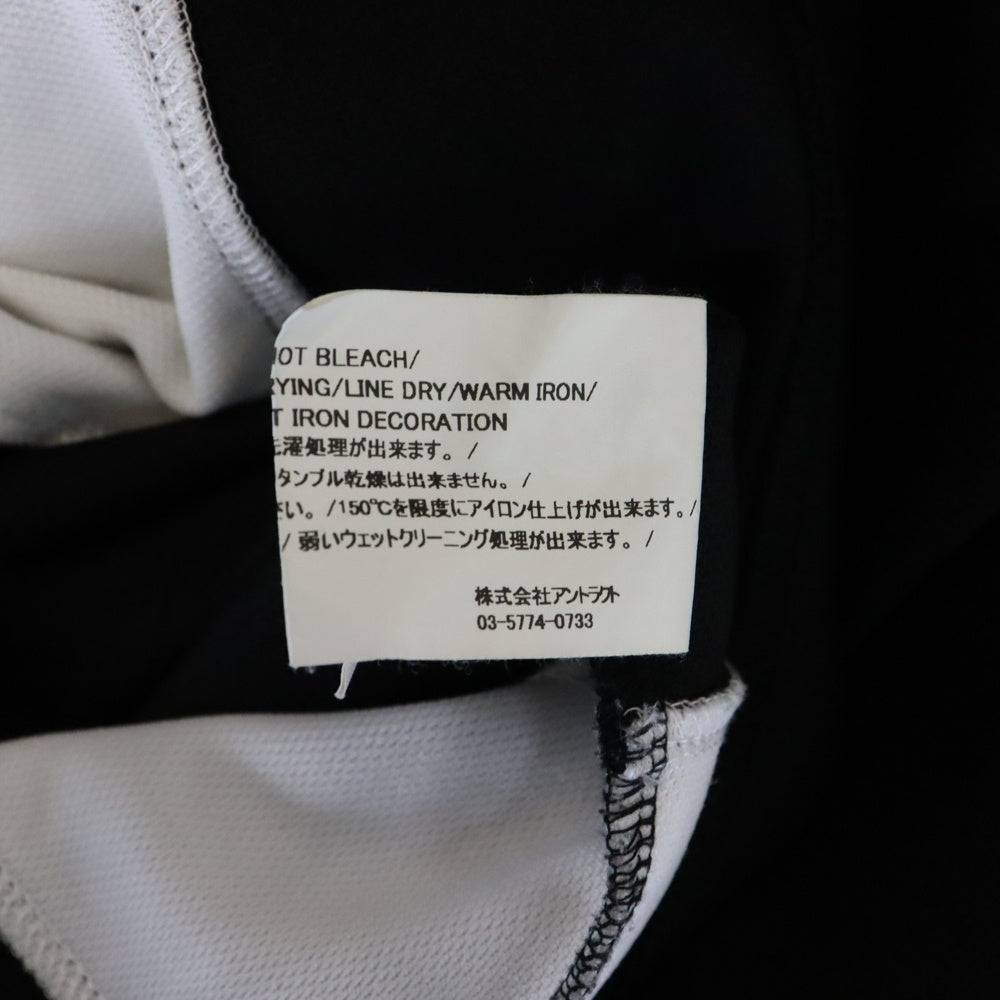 OT BLEACH/
RYING/LINE DRY/WARM IRON/
T IRON DECORATION
洗濯処理が出来ます。/
タンブル乾燥は出来ません。/
さい。/150℃を限度にアイロン仕上げが出来ます。/
/ 弱いウェットクリーニング処理が出来ます。/
株式会社アントラクト
03-5774-0733